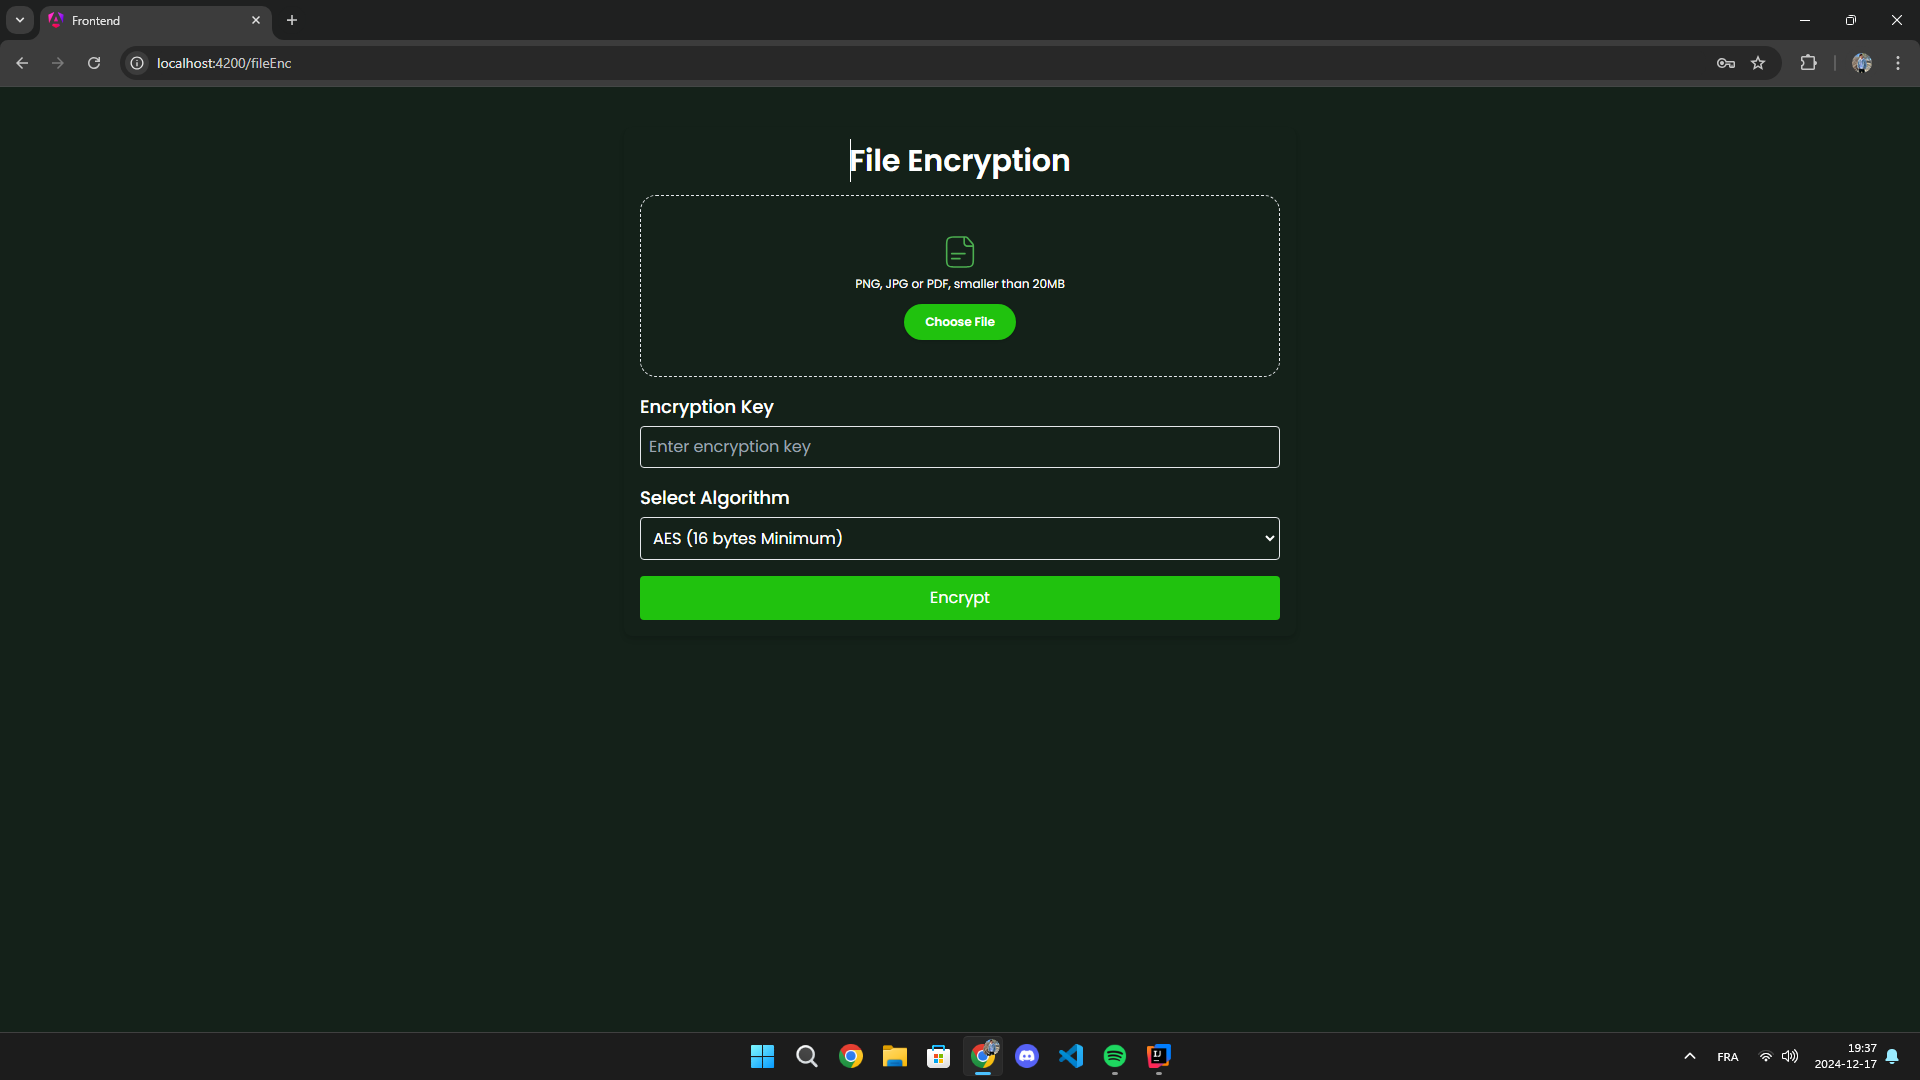 Frontend
localhost:4200/fileEnc
File Encryption
PNG, JPG or PDF, smaller than 20MB
Choose File
Encryption Key
Enter encryption key
Select Algorithm
AES (16 bytes Minimum)
Encrypt
FRA
19:37
2024-12-17